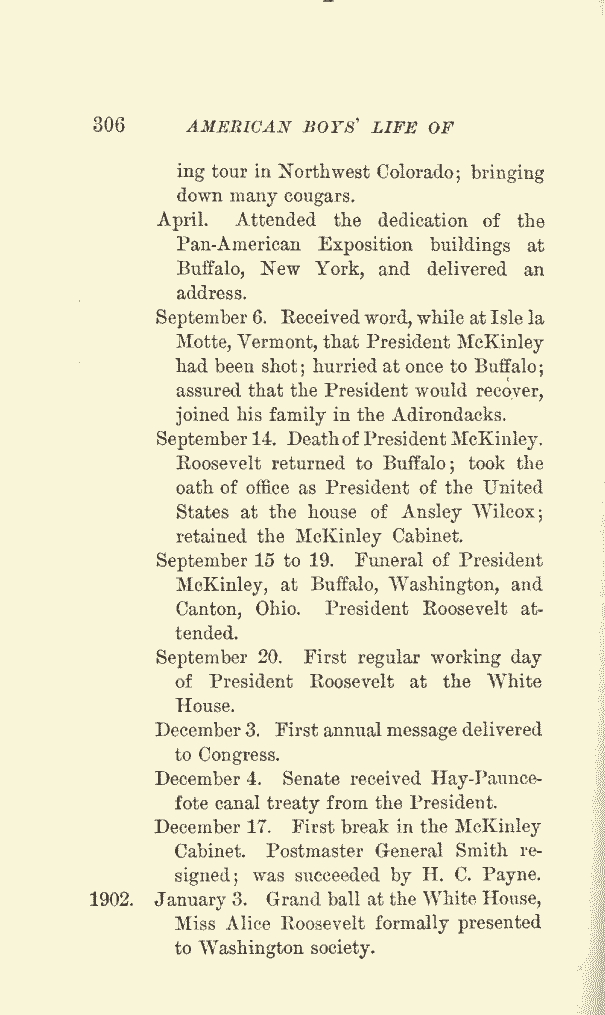 306 AMERICAN BOYS' LIFE OF
ing tour in Northwest Colorado; bringing
down many cougars.
April. Attended the dedication of the
Pan-American Exposition buildings at
Buffalo, New York, and delivered an
address.
September 6. Received word, while at Isle la
Motte, Vermont, that President McKinley
had been shot; hurried at once to Buffalo;
assured that the President would recover,
joined his family in the Adirondacks.
September 14. Death of President McKinley.
Roosevelt returned to Buffalo; took the
oath of office as President of the United
States at the house of Ansley Wilcox;
retained the McKinley Cabinet.
September 15 to 19. Funeral of President
McKinley, at Buffalo, Washington, and
Canton, Ohio. President Roosevelt at-
tended.
September 20. First regular working day
of President Roosevelt at the White
House.
December 3. First annual message delivered
to Congress.
December 4. Senate received Hay-Paunce-
fote canal treaty from the President.
December 17. First break in the McKinley
Cabinet. Postmaster General Smith re-
signed; was succeeded by H. C. Payne.
1902. January 3. Grand ball at the White House,
Miss Alice Roosevelt formally presented
to Washington society.